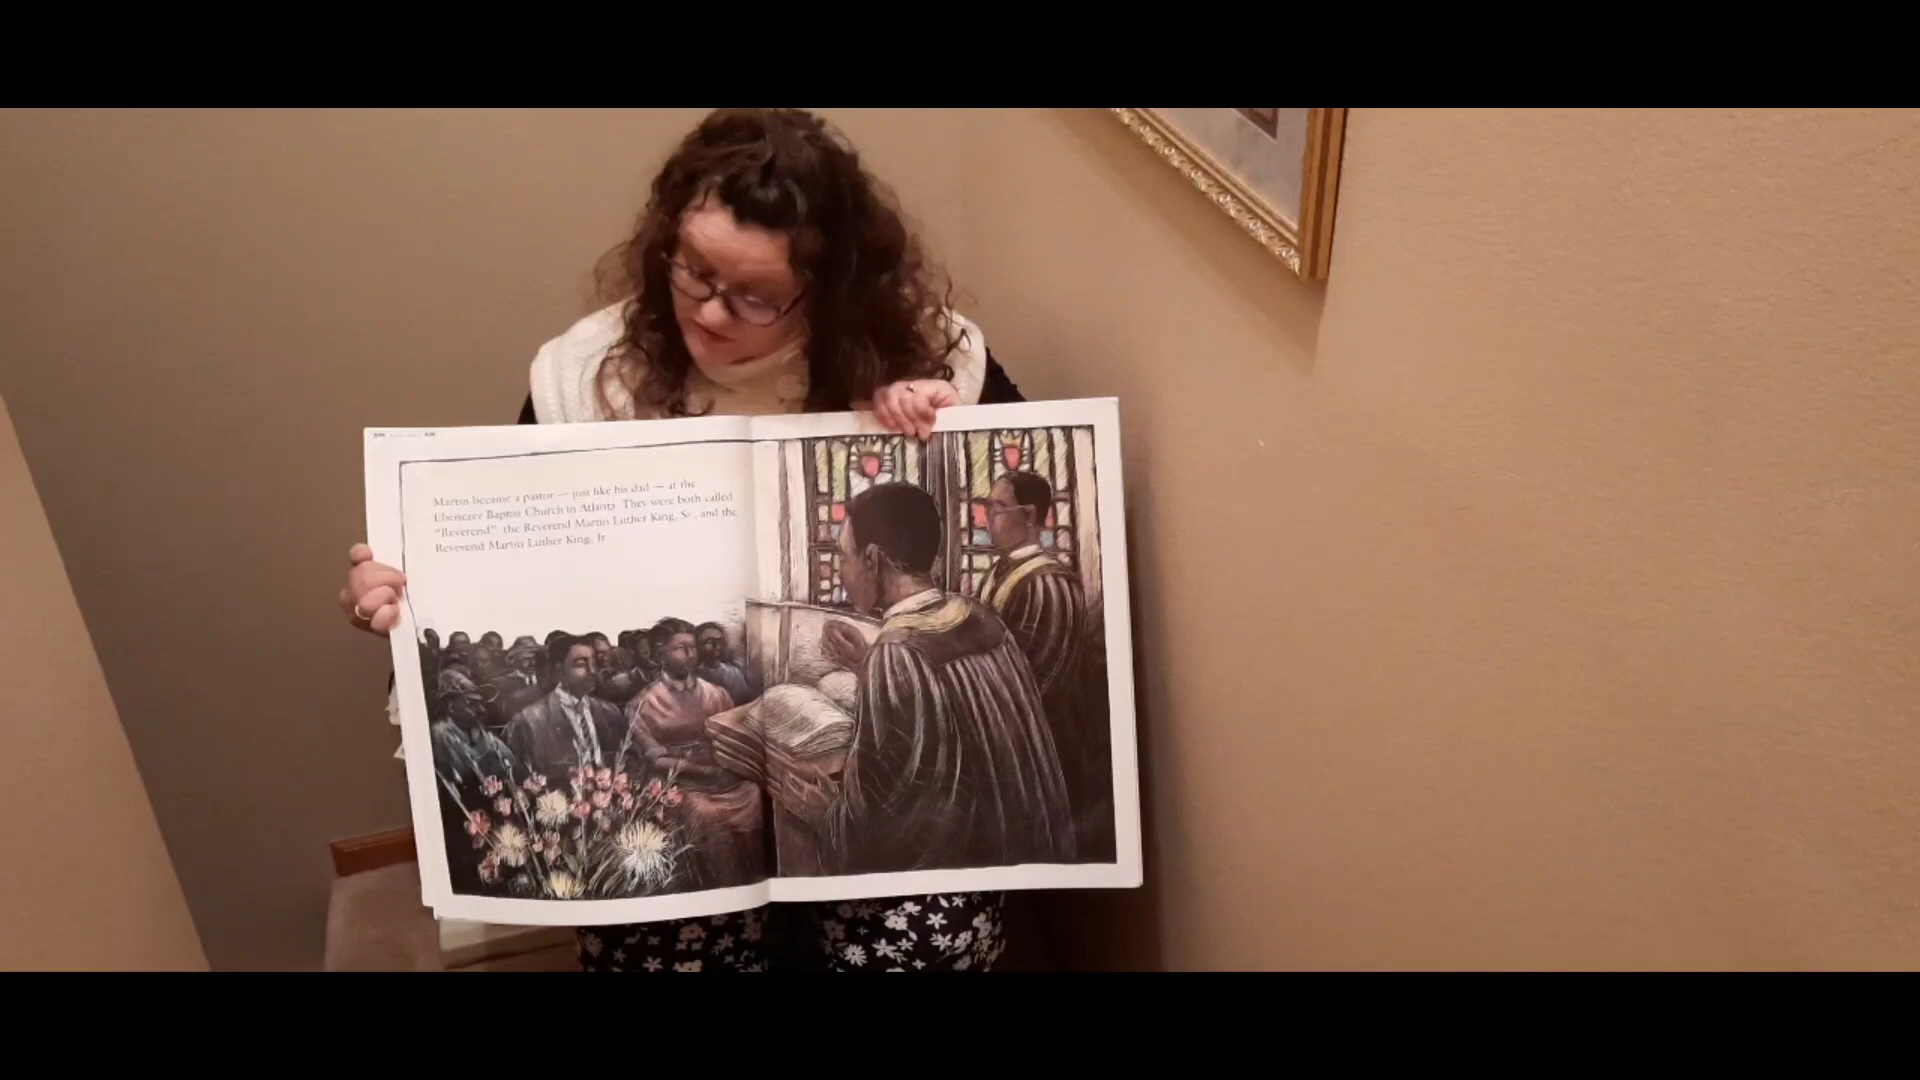 Martin became a pastor — just like his dad — at the
Ebenezer Baptist Church in Atlanta. They were both called
"Reverend": the Reverend Martin Luther King, Sr., and the
Reverend Martin Luther King, Jr.